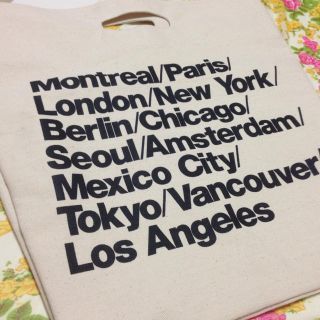 Montreal/Paris/
London/New York/
Berlin/Chicago/
Seoul/Amsterdam/
Mexico City/
Tokyo/Vancouver/
Los Angeles